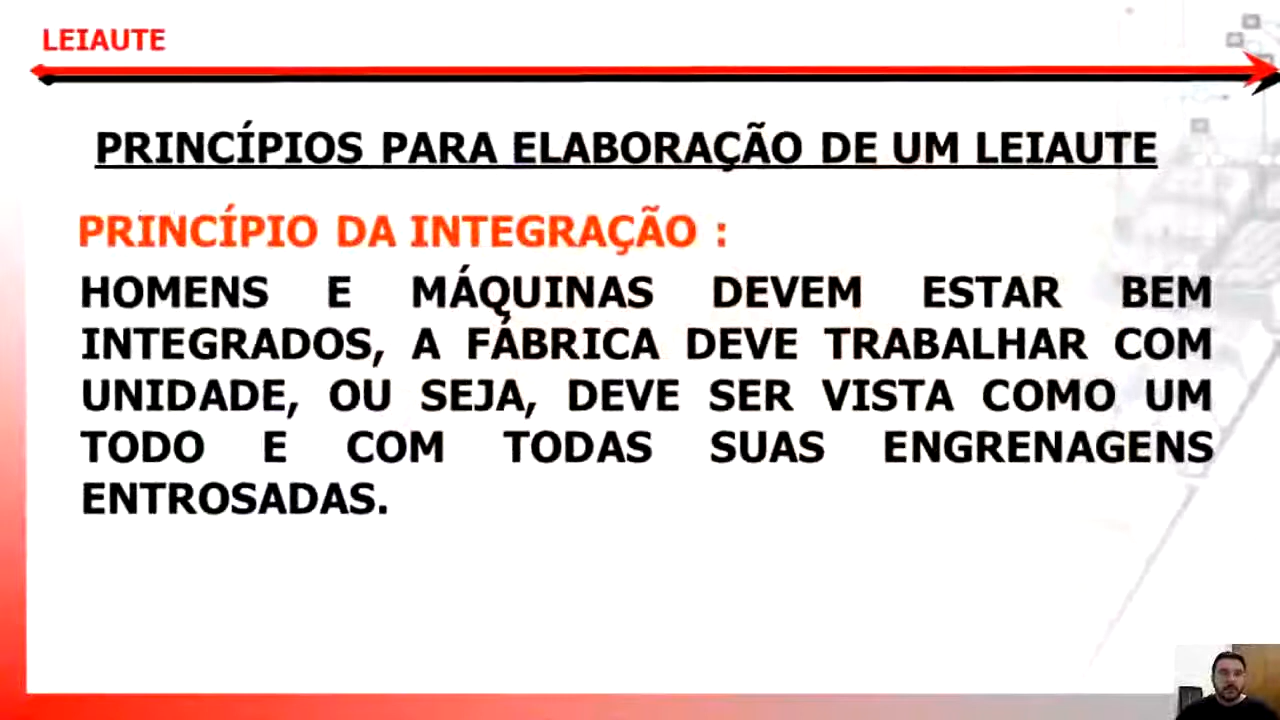 LEIAUTE
PRINCÍPIOS PARA ELABORAÇÃO DE UM LEIAUTE
PRINCÍPIO DA INTEGRAÇÃO :
HOMENS E MÁQUINAS DEVEM ESTAR BEM
INTEGRADOS, A FÁBRICA DEVE TRABALHAR COM
UNIDADE, OU SEJA, DEVE SER VISTA COMO UM
TODO E COM TODAS SUAS ENGRENAGENS
ENTROSADAS.